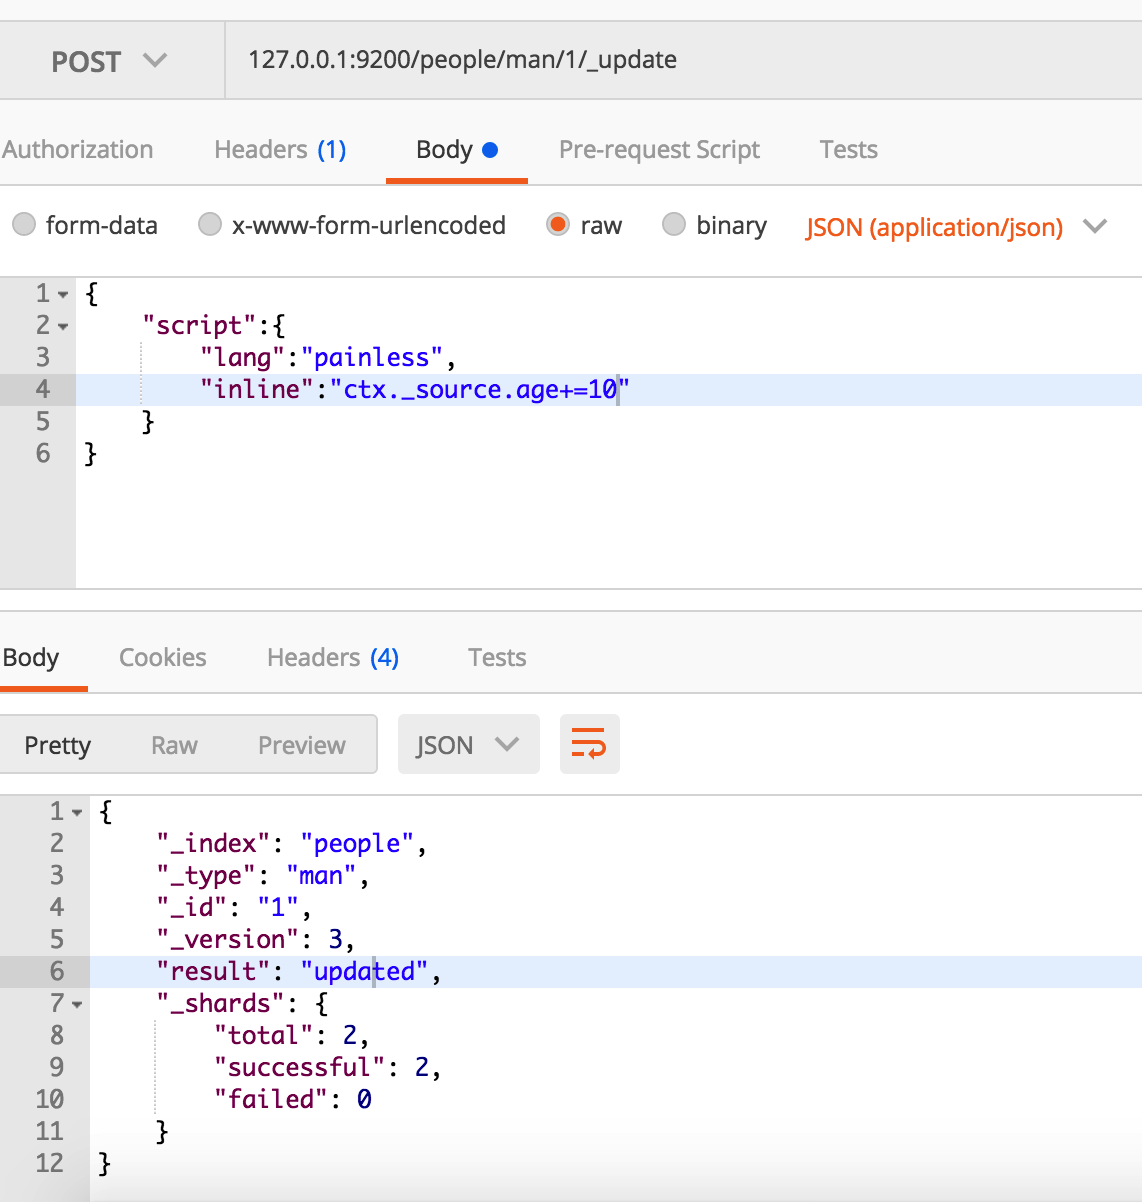 POST 127.0.0.1:9200/people/man/1/_update
Authorization Headers (1) Body Pre-request Script Tests
form-data x-www-form-urlencoded raw binary JSON (application/json)
1 {
2 "script":{
3 "lang":"painless",
4 "inline":"ctx._source.age+=10"
5 }
6 }
Body Cookies Headers (4) Tests
Pretty Raw Preview JSON
1 {
2 "_index": "people",
3 "_type": "man",
4 "_id": "1",
5 "_version": 3,
6 "result": "updated",
7 "_shards": {
8 "total": 2,
9 "successful": 2,
10 "failed": 0
11 }
12 }